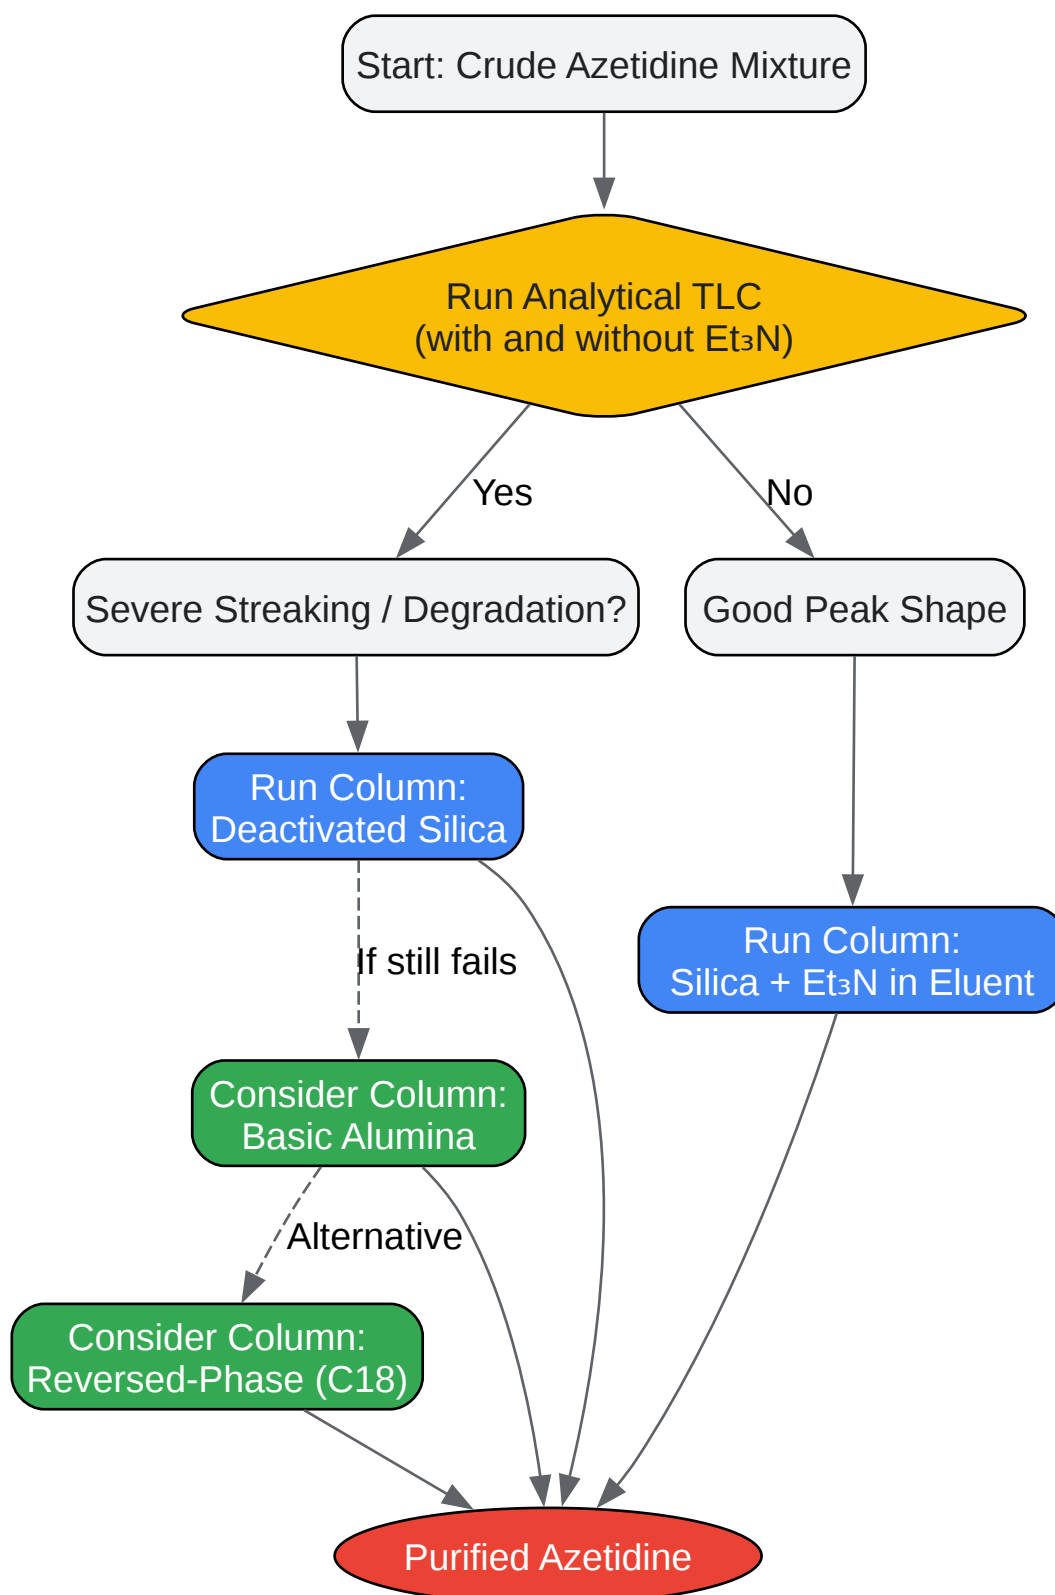 Start: Crude Azetidine Mixture
Run Analytical TLC
(with and without Et₃N)
Yes
No
Severe Streaking / Degradation?
Good Peak Shape
Run Column:
Deactivated Silica
If still fails
Run Column:
Silica + Et₃N in Eluent
Consider Column:
Basic Alumina
Alternative
Consider Column:
Reversed-Phase (C18)
Purified Azetidine